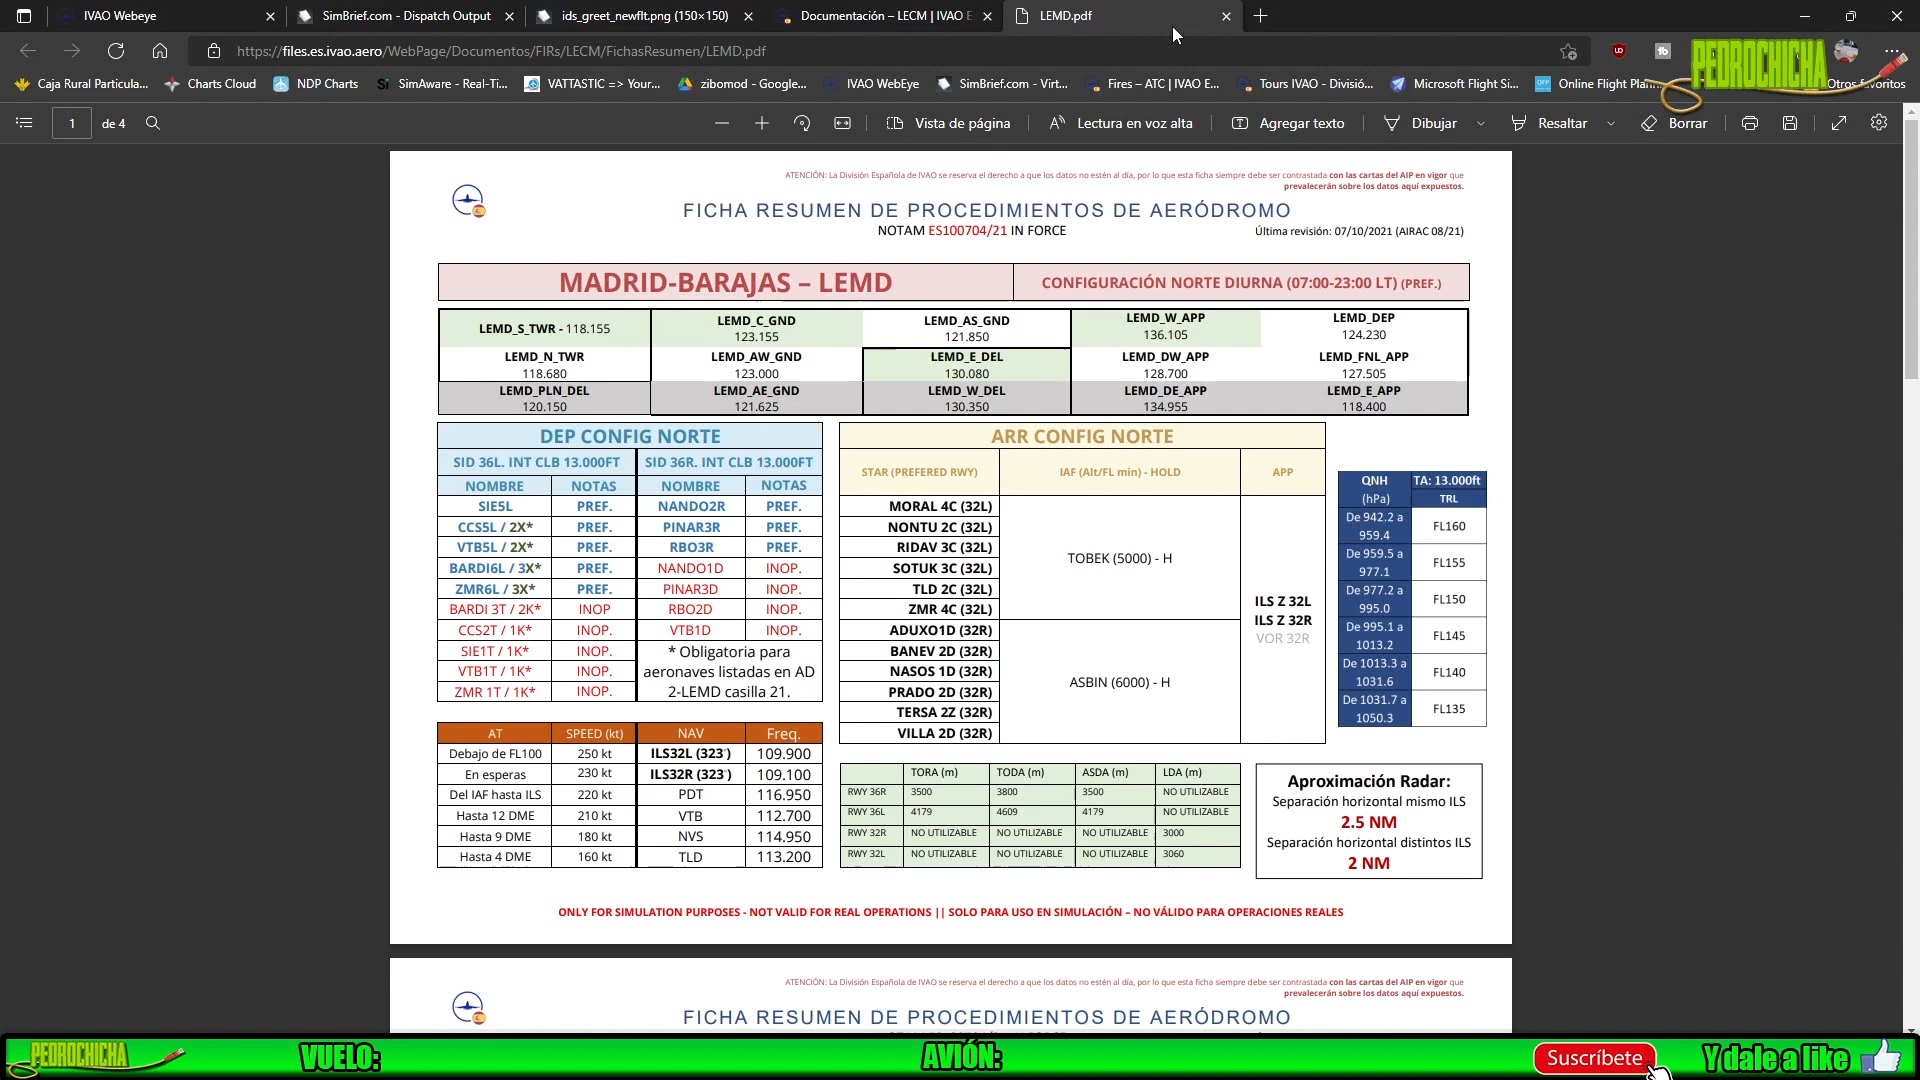 IVAO Webeye
SimBrief.com - Dispatch Output
ids_greet_newflt.png (150×150)
Documentación – LECM | IVAO E
LEMD.pdf
https://files.es.ivao.aero/WebPage/Documentos/FIRs/LECM/FichasResumen/LEMD.pdf
Caja Rural Particula...
Charts Cloud
NDP Charts
SimAware - Real-Ti...
VATTASTIC => Your...
zibomod - Google...
IVAO WebEye
SimBrief.com - Virt...
Fires – ATC | IVAO E...
Tours IVAO - Divisió...
Microsoft Flight Si...
Online Flight Pla
Otros favoritos
PEDROCHICHA
1 de 4
Vista de página
Lectura en voz alta
Agregar texto
Dibujar
Resaltar
Borrar
ATENCIÓN: La División Española de IVAO se reserva el derecho a que los datos no estén al día, por lo que esta ficha siempre debe ser contrastada con las cartas del AIP en vigor que
prevalecerán sobre los datos aquí expuestos.
FICHA RESUMEN DE PROCEDIMIENTOS DE AERÓDROMO
NOTAM ES100704/21 IN FORCE
Última revisión: 07/10/2021 (AIRAC 08/21)
MADRID-BARAJAS – LEMD
CONFIGURACIÓN NORTE DIURNA (07:00-23:00 LT) (PREF.)
LEMD_S_TWR - 118.155
LEMD_C_GND
123.155
LEMD_AS_GND
121.850
LEMD_W_APP
136.105
LEMD_DEP
124.230
LEMD_N_TWR
118.680
LEMD_AW_GND
123.000
LEMD_E_DEL
130.080
LEMD_DW_APP
128.700
LEMD_FNL_APP
127.505
LEMD_PLN_DEL
120.150
LEMD_AE_GND
121.625
LEMD_W_DEL
130.350
LEMD_DE_APP
134.955
LEMD_E_APP
118.400
DEP CONFIG NORTE
SID 36L. INT CLB 13.000FT
SID 36R. INT CLB 13.000FT
NOMBRE NOTAS NOMBRE NOTAS
SIE5L PREF. NANDO2R PREF.
CCS5L / 2X* PREF. PINAR3R PREF.
VTB5L / 2X* PREF. RBO3R PREF.
BARDI6L / 3X* PREF. NANDO1D INOP.
ZMR6L / 3X* PREF. PINAR3D INOP.
BARDI 3T / 2K* INOP RBO2D INOP.
CCS2T / 1K* INOP. VTB1D INOP.
SIE1T / 1K* INOP.
VTB1T / 1K* INOP.
ZMR 1T / 1K* INOP.
* Obligatoria para
aeronaves listadas en AD
2-LEMD casilla 21.
ARR CONFIG NORTE
STAR (PREFERED RWY) IAF (Alt/FL min) - HOLD APP
MORAL 4C (32L)
NONTU 2C (32L)
RIDAV 3C (32L)
SOTUK 3C (32L)
TLD 2C (32L)
ZMR 4C (32L)
TOBEK (5000) - H
ADUXO1D (32R)
BANEV 2D (32R)
NASOS 1D (32R)
PRADO 2D (32R)
TERSA 2Z (32R)
VILLA 2D (32R)
ASBIN (6000) - H
ILS Z 32L
ILS Z 32R
VOR 32R
QNH
(hPa)
TA: 13.000ft
TRL
De 942.2 a
959.4
FL160
De 959.5 a
977.1
FL155
De 977.2 a
995.0
FL150
De 995.1 a
1013.2
FL145
De 1013.3 a
1031.6
FL140
De 1031.7 a
1050.3
FL135
AT SPEED (kt) NAV Freq.
Debajo de FL100 250 kt ILS32L (323°) 109.900
En esperas 230 kt ILS32R (323°) 109.100
Del IAF hasta ILS 220 kt PDT 116.950
Hasta 12 DME 210 kt VTB 112.700
Hasta 9 DME 180 kt NVS 114.950
Hasta 4 DME 160 kt TLD 113.200
TORA (m) TODA (m) ASDA (m) LDA (m)
RWY 36R 3500 3800 3500 NO UTILIZABLE
RWY 36L 4179 4609 4179 NO UTILIZABLE
RWY 32R NO UTILIZABLE NO UTILIZABLE NO UTILIZABLE 3000
RWY 32L NO UTILIZABLE NO UTILIZABLE NO UTILIZABLE 3060
Aproximación Radar:
Separación horizontal mismo ILS
2.5 NM
Separación horizontal distintos ILS
2 NM
ONLY FOR SIMULATION PURPOSES - NOT VALID FOR REAL OPERATIONS || SOLO PARA USO EN SIMULACIÓN – NO VÁLIDO PARA OPERACIONES REALES
ATENCIÓN: La División Española de IVAO se reserva el derecho a que los datos no estén al día, por lo que esta ficha siempre debe ser contrastada con las cartas del AIP en vigor que
prevalecerán sobre los datos aquí expuestos.
FICHA RESUMEN DE PROCEDIMIENTOS DE AERÓDROMO
PEDROCHICHA
VUELO:
AVIÓN:
Suscríbete
Y dale a like